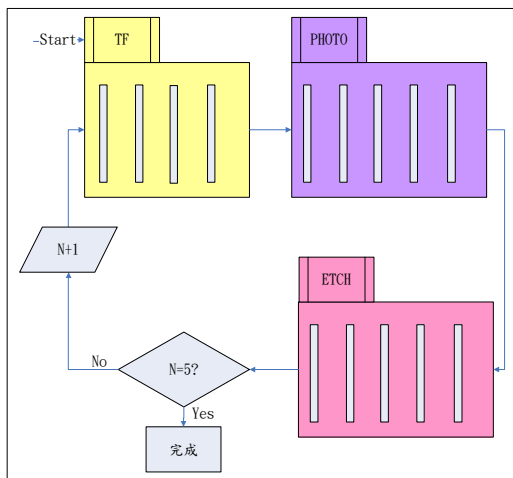 –Start
TF
PHOTO
N+1
ETCH
No
N=5?
Yes
完成